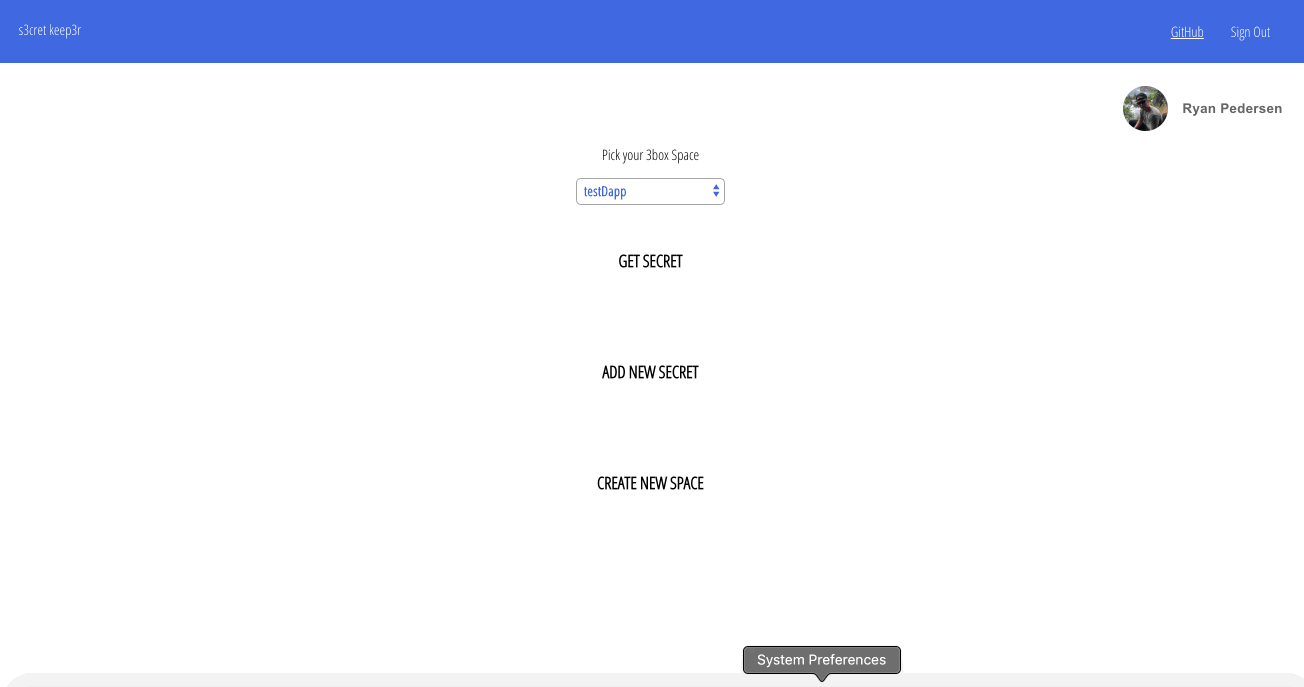 s3cret keep3r
GitHub Sign Out
Ryan Pedersen
Pick your 3box Space
testDapp
GET SECRET
ADD NEW SECRET
CREATE NEW SPACE
System Preferences